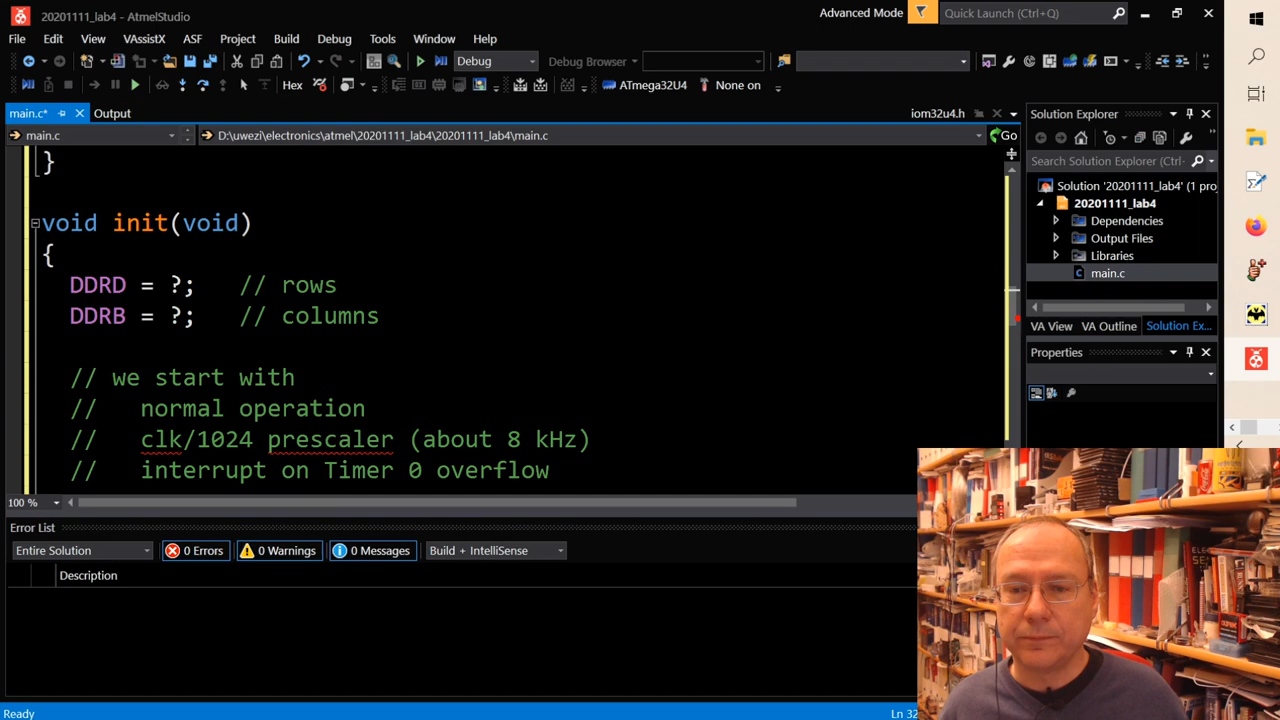 20201111_lab4 - AtmelStudio
Advanced Mode
Quick Launch (Ctrl+Q)
File Edit View VAssistX ASF Project Build Debug Tools Window Help
Debug
Debug Browser
Hex
ATmega32U4
None on
main.c*
Output
iom32u4.h
main.c
D:\uwezi\electronics\atmel\20201111_lab4\20201111_lab4\main.c
Go
}
void init(void)
{
DDRD = ?; // rows
DDRB = ?; // columns
// we start with
// normal operation
// clk/1024 prescaler (about 8 kHz)
// interrupt on Timer 0 overflow
100 %
Error List
Entire Solution
0 Errors
0 Warnings
0 Messages
Build + IntelliSense
Description
Ready
Ln 32
Solution Explorer
Search Solution Explorer (Ctrl-
Solution '20201111_lab4' (1 proj
20201111_lab4
Dependencies
Output Files
Libraries
main.c
VA View
VA Outline
Solution Ex...
Properties